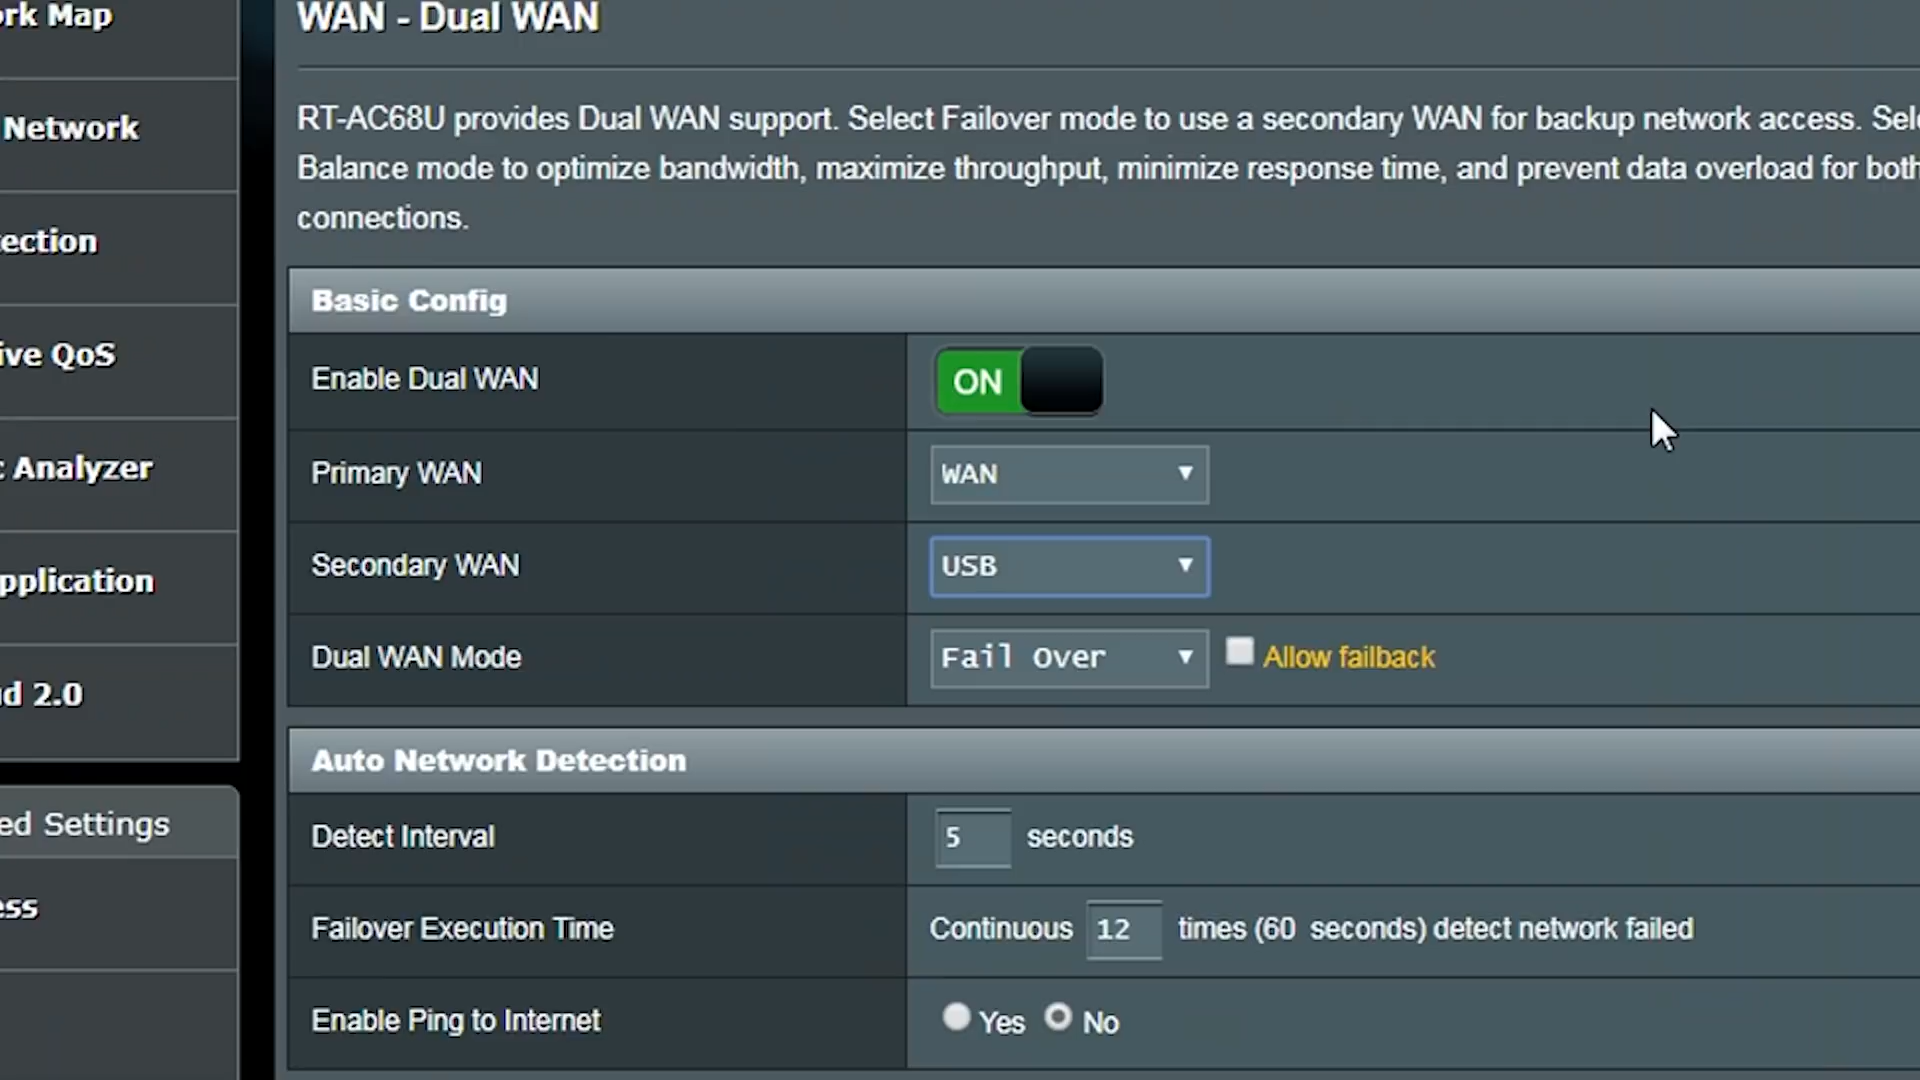 rk Map
Network
ection
ive QoS
Analyzer
pplication
d 2.0
ed Settings
ess
WAN - Dual WAN
RT-AC68U provides Dual WAN support. Select Failover mode to use a secondary WAN for backup network access. Sele
Balance mode to optimize bandwidth, maximize throughput, minimize response time, and prevent data overload for both
connections.
Basic Config
Enable Dual WAN ON
Primary WAN WAN
Secondary WAN USB
Dual WAN Mode Fail Over Allow failback
Auto Network Detection
Detect Interval 5 seconds
Failover Execution Time Continuous 12 times (60 seconds) detect network failed
Enable Ping to Internet Yes No